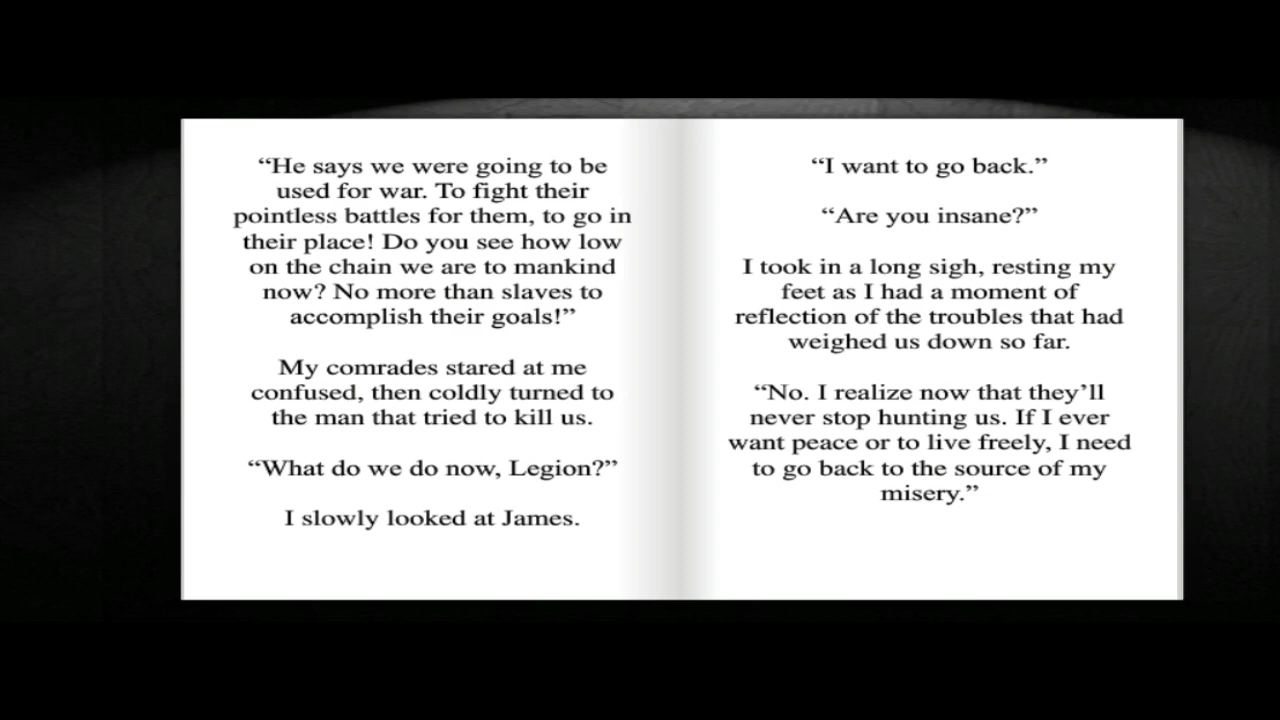 “He says we were going to be
used for war. To fight their
pointless battles for them, to go in
their place! Do you see how low
on the chain we are to mankind
now? No more than slaves to
accomplish their goals!”
My comrades stared at me
confused, then coldly turned to
the man that tried to kill us.
“What do we do now, Legion?”
I slowly looked at James.
“I want to go back.”
“Are you insane?”
I took in a long sigh, resting my
feet as I had a moment of
reflection of the troubles that had
weighed us down so far.
“No. I realize now that they’ll
never stop hunting us. If I ever
want peace or to live freely, I need
to go back to the source of my
misery.”